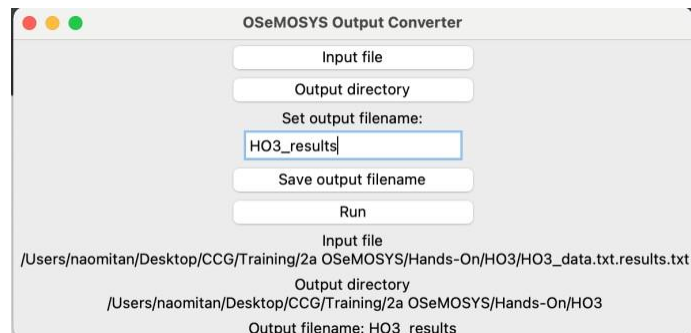 OSeMOSYS Output Converter
Input file
Output directory
Set output filename:
HO3_results
Save output filename
Run
Input file
/Users/naomitan/Desktop/CCG/Training/2a OSeMOSYS/Hands-On/HO3/HO3_data.txt.results.txt
Output directory
/Users/naomitan/Desktop/CCG/Training/2a OSeMOSYS/Hands-On/HO3
Output filename: HO3_results